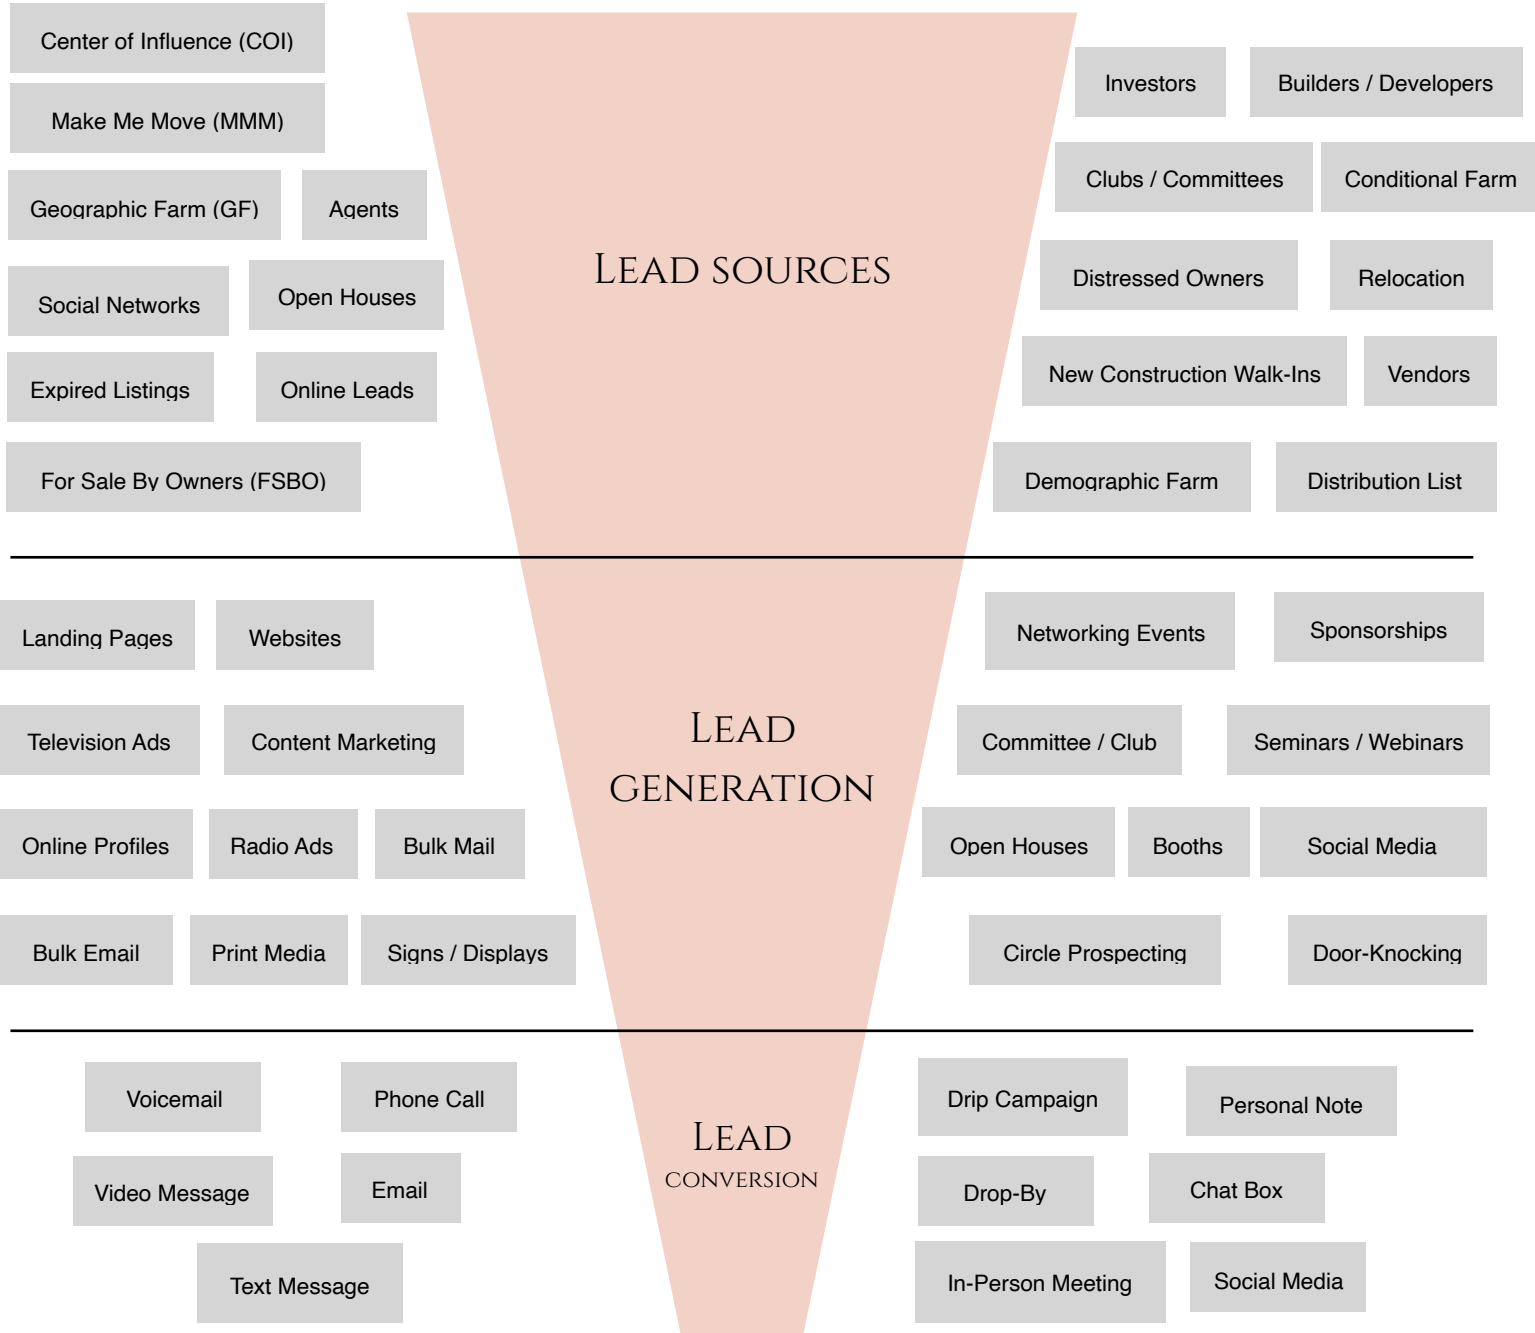 Center of Influence (COI)
Make Me Move (MMM)
Geographic Farm (GF)
Agents
Social Networks
Open Houses
Expired Listings
Online Leads
For Sale By Owners (FSBO)
Lead sources
Investors
Builders / Developers
Clubs / Committees
Conditional Farm
Distressed Owners
Relocation
New Construction Walk-Ins
Vendors
Demographic Farm
Distribution List
Landing Pages
Websites
Television Ads
Content Marketing
Online Profiles
Radio Ads
Bulk Mail
Bulk Email
Print Media
Signs / Displays
Lead
generation
Networking Events
Sponsorships
Committee / Club
Seminars / Webinars
Open Houses
Booths
Social Media
Circle Prospecting
Door-Knocking
Voicemail
Phone Call
Video Message
Email
Text Message
Lead
conversion
Drip Campaign
Personal Note
Drop-By
Chat Box
In-Person Meeting
Social Media